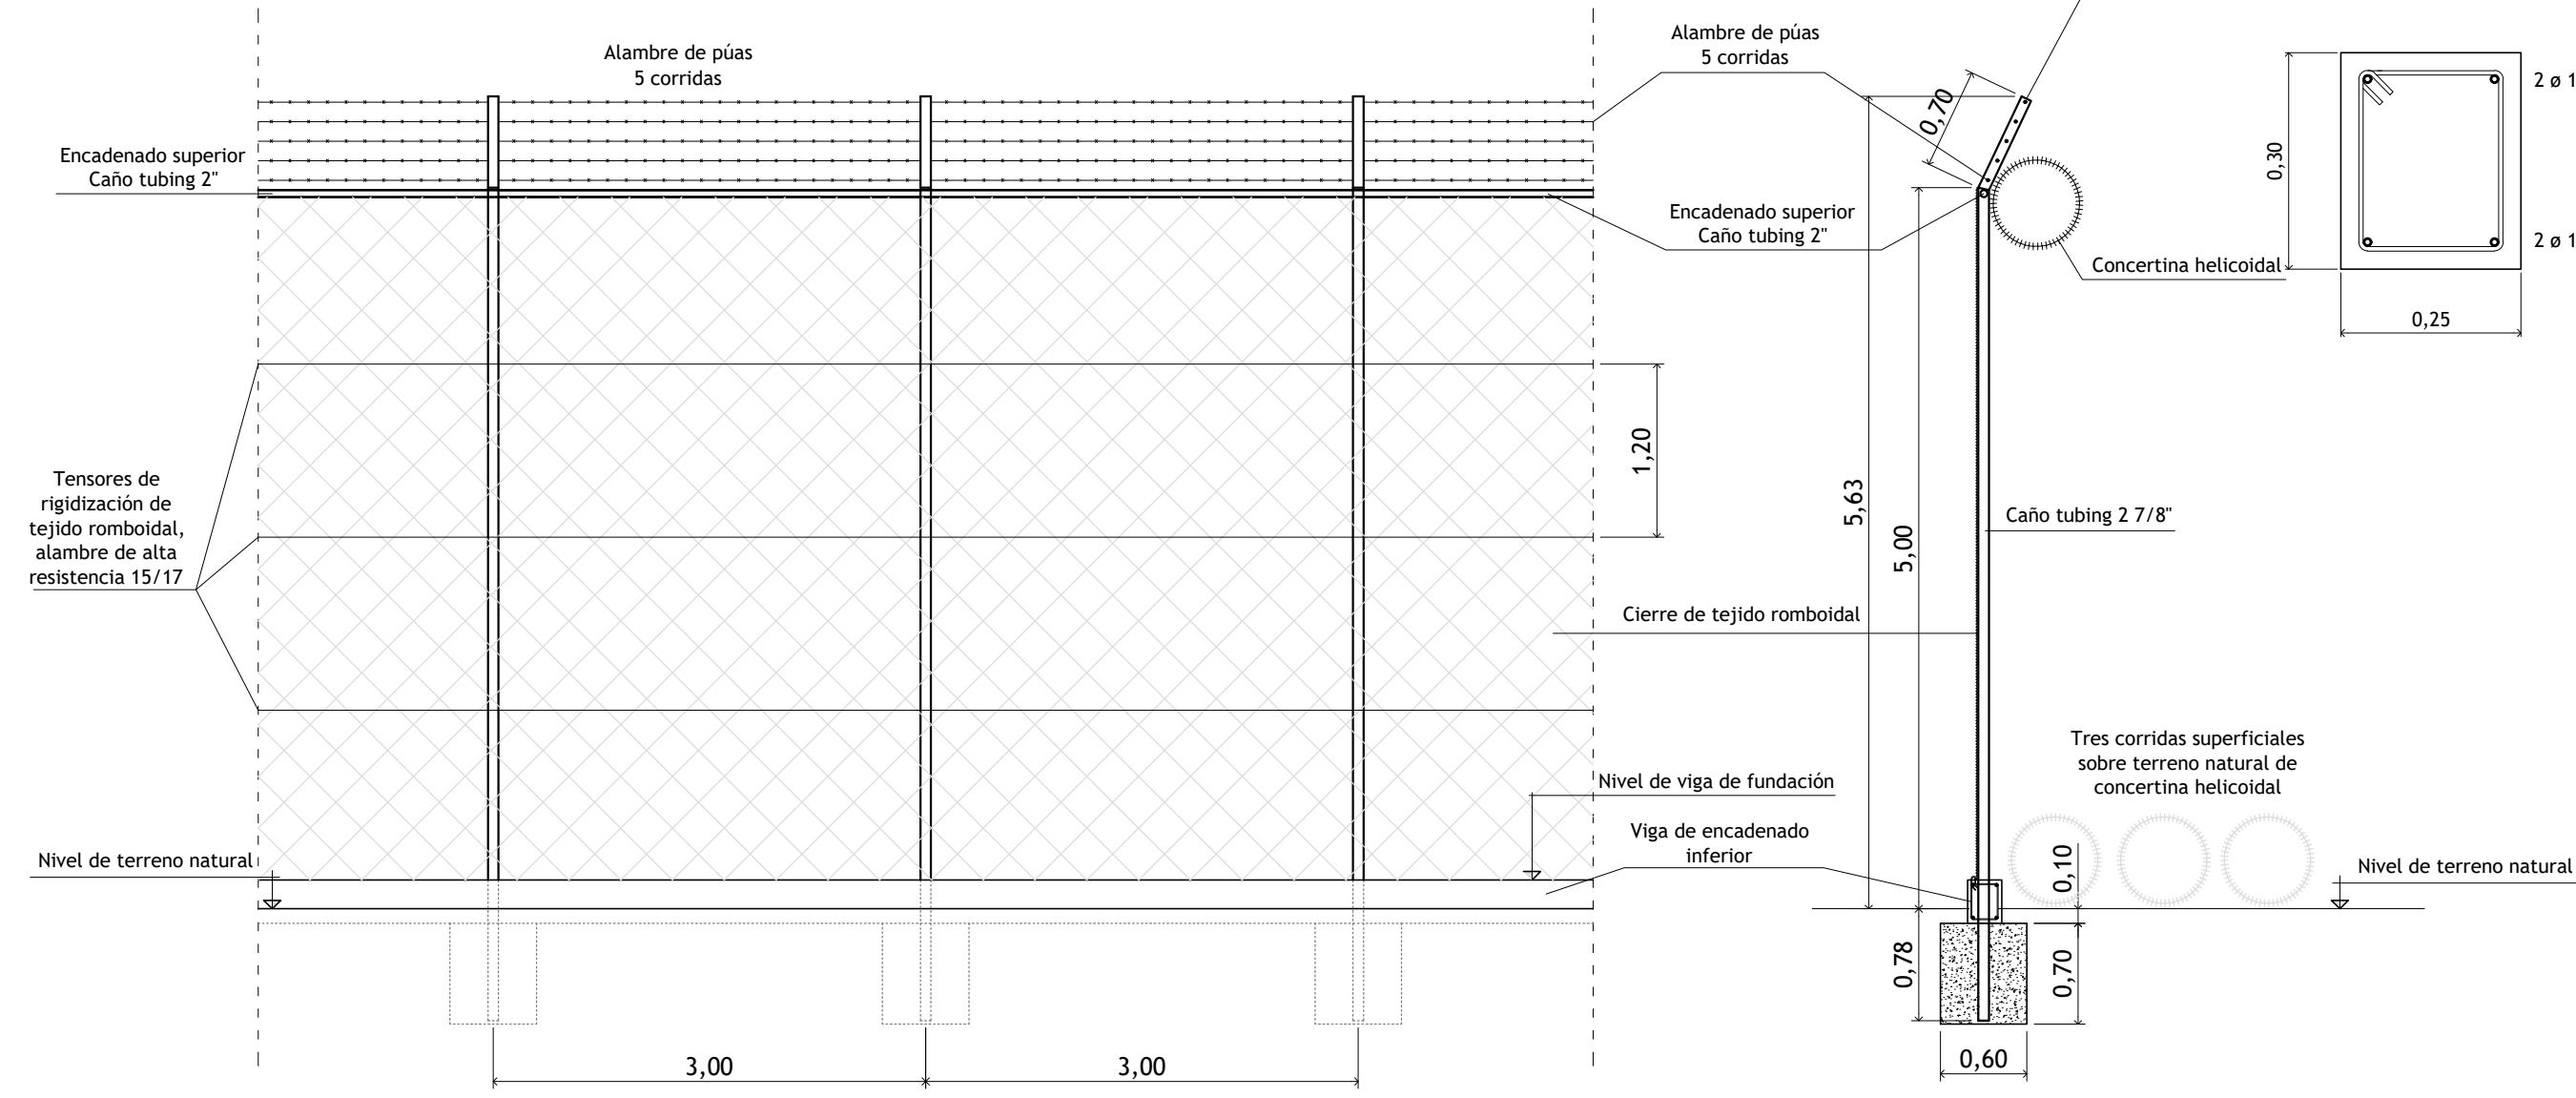 Alambre de púas
5 corridas
Encadenado superior
Caño tubing 2"
Tensores de
rigidización de
tejido romboidal,
alambre de alta
resistencia 15/17
Nivel de terreno natural
3,00
3,00
Alambre de púas
5 corridas
Encadenado superior
Caño tubing 2"
1,20
Cierre de tejido romboidal
Nivel de viga de fundación
Viga de encadenado
inferior
0,70
5,63
5,00
Concertina helicoidal
Caño tubing 2 7/8"
Tres corridas superficiales
sobre terreno natural de
concertina helicoidal
0,10
Nivel de terreno natural
0,78
0,70
0,60
0,30
0,25
2 ø 1
2 ø 1